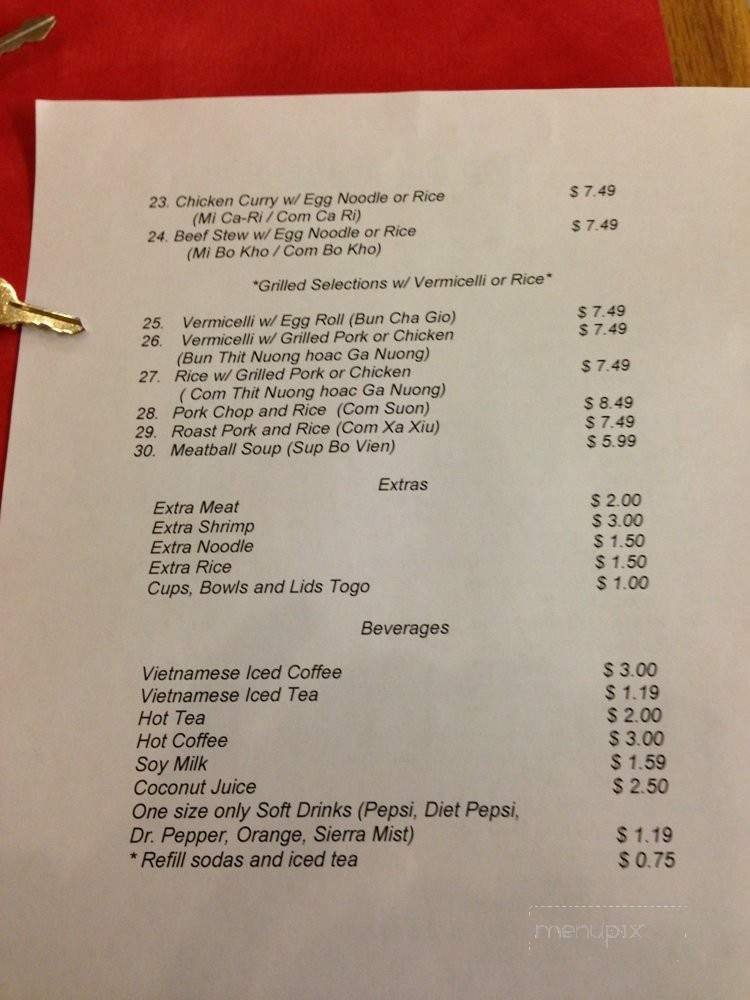 23. Chicken Curry w/ Egg Noodle or Rice $ 7.49
(Mi Ca-Ri / Com Ca Ri)
24. Beef Stew w/ Egg Noodle or Rice $ 7.49
(Mi Bo Kho / Com Bo Kho)
*Grilled Selections w/ Vermicelli or Rice*
25. Vermicelli w/ Egg Roll (Bun Cha Gio) $ 7.49
26. Vermicelli w/ Grilled Pork or Chicken $ 7.49
(Bun Thit Nuong hoac Ga Nuong)
27. Rice w/ Grilled Pork or Chicken $ 7.49
( Com Thit Nuong hoac Ga Nuong)
28. Pork Chop and Rice (Com Suon) $ 8.49
29. Roast Pork and Rice (Com Xa Xiu) $ 7.49
30. Meatball Soup (Sup Bo Vien) $ 5.99
Extras
Extra Meat $ 2.00
Extra Shrimp $ 3.00
Extra Noodle $ 1.50
Extra Rice $ 1.50
Cups, Bowls and Lids Togo $ 1.00
Beverages
Vietnamese Iced Coffee $ 3.00
Vietnamese Iced Tea $ 1.19
Hot Tea $ 2.00
Hot Coffee $ 3.00
Soy Milk $ 1.59
Coconut Juice $ 2.50
One size only Soft Drinks (Pepsi, Diet Pepsi,
Dr. Pepper, Orange, Sierra Mist) $ 1.19
* Refill sodas and iced tea $ 0.75
menupix